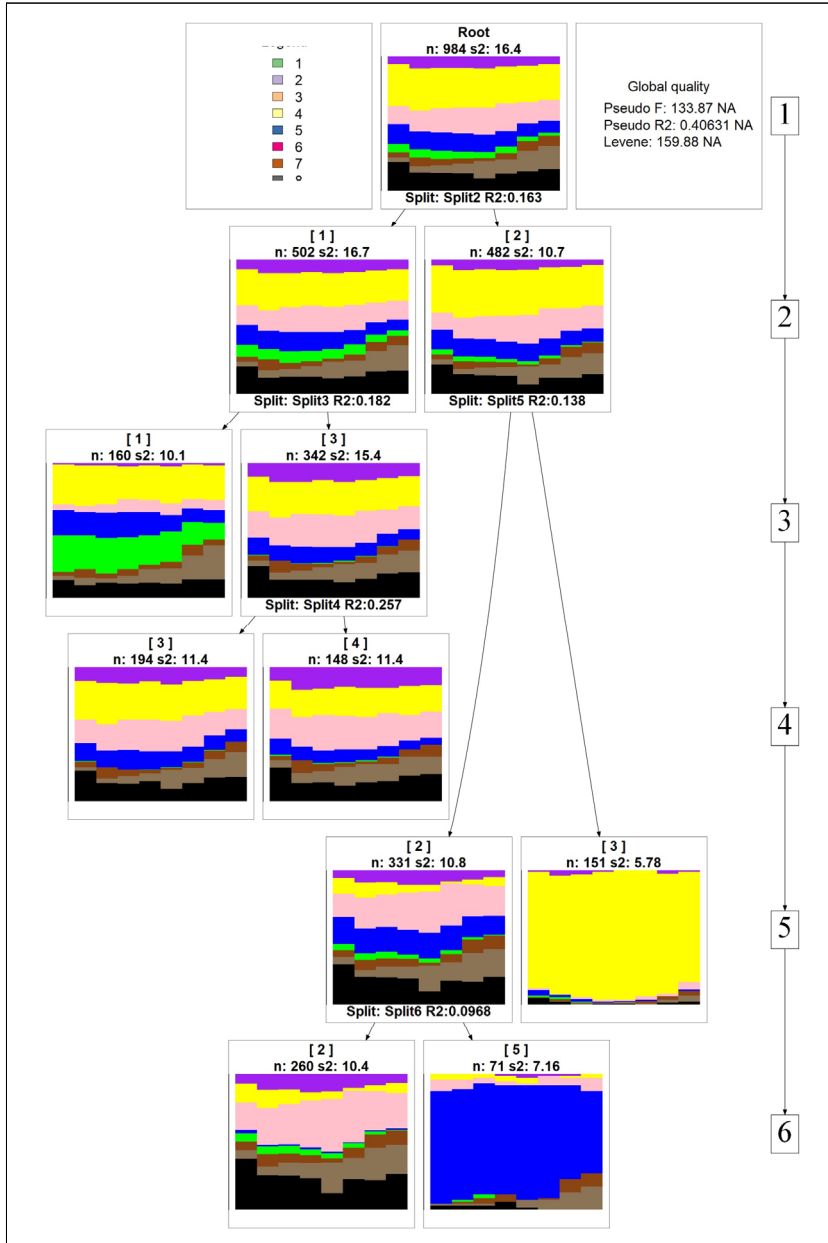 Root
n: 984 s2: 16.4
1
2
3
4
5
6
7
Global quality
Pseudo F: 133.87 NA
Pseudo R2: 0.40631 NA
Levene: 159.88 NA
1
Split: Split2 R2:0.163
[ 1 ]
n: 502 s2: 16.7
[ 2 ]
n: 482 s2: 10.7
2
Split: Split3 R2:0.182
Split: Split5 R2:0.138
[ 1 ]
n: 160 s2: 10.1
[ 3 ]
n: 342 s2: 15.4
3
Split: Split4 R2:0.257
[ 3 ]
n: 194 s2: 11.4
[ 4 ]
n: 148 s2: 11.4
4
[ 2 ]
n: 331 s2: 10.8
[ 3 ]
n: 151 s2: 5.78
5
Split: Split6 R2:0.0968
[ 2 ]
n: 260 s2: 10.4
[ 5 ]
n: 71 s2: 7.16
6